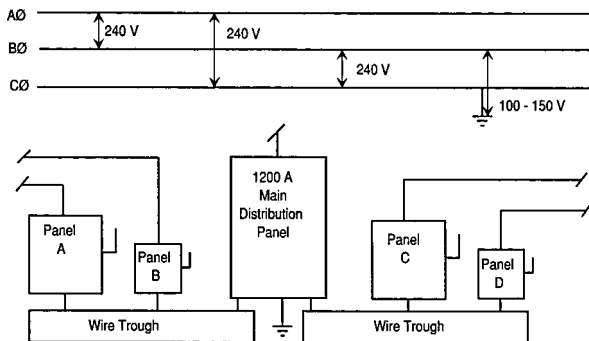 AØ
240 V
240 V
BØ
240 V
CØ
100 - 150 V
1200 A
Main
Distribution
Panel
Panel
A
Panel
B
Panel
C
Panel
D
Wire Trough
Wire Trough